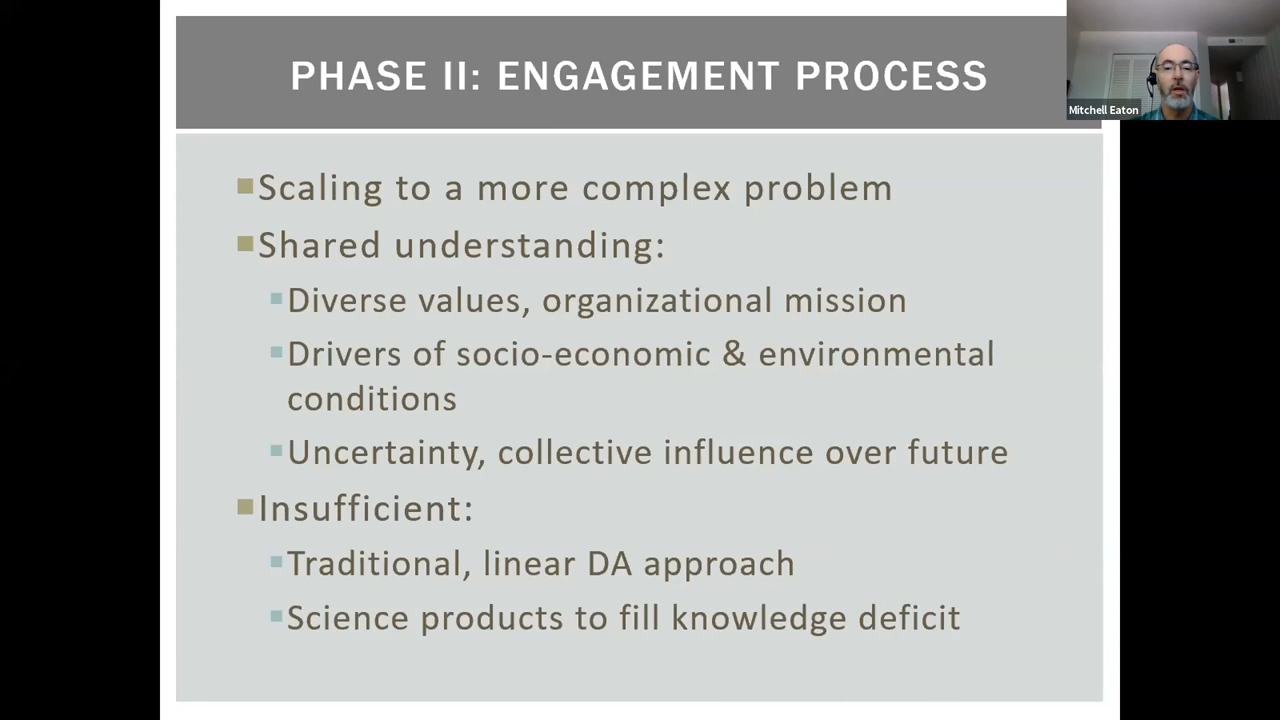 PHASE II: ENGAGEMENT PROCESS
Mitchell Eaton
Scaling to a more complex problem
Shared understanding:
Diverse values, organizational mission
Drivers of socio-economic & environmental
conditions
Uncertainty, collective influence over future
Insufficient:
Traditional, linear DA approach
Science products to fill knowledge deficit